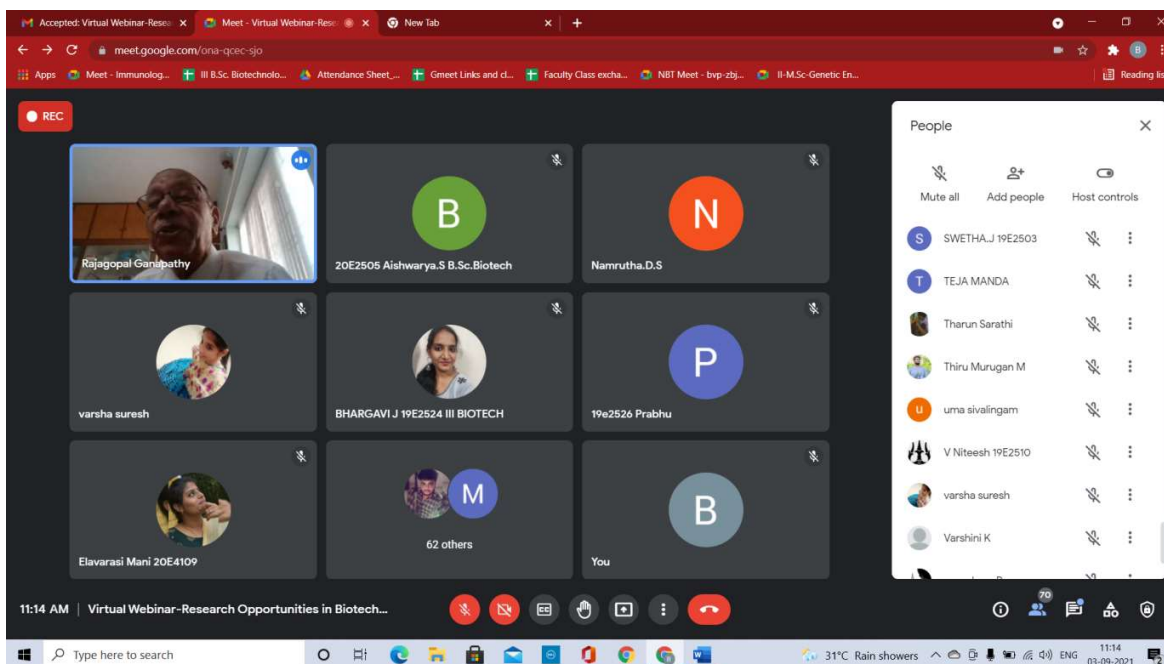 Accepted: Virtual Webinar-Resea
Meet - Virtual Webinar-Rese
New Tab
meet.google.com/ona-qcec-sjo
B
Apps
Meet - Immunolog...
III B.Sc. Biotechnolo...
Attendance Sheet_...
Gmeet Links and cl...
Faculty Class excha...
NBT Meet - bvp-zbj...
II-M.Sc-Genetic En...
Reading lis
REC
Rajagopal Ganapathy
B
20E2505 Aishwarya.S B.Sc.Biotech
N
Namrutha.D.S
varsha suresh
BHARGAVI J 19E2524 III BIOTECH
P
19e2526 Prabhu
Elavarasi Mani 20E4109
M
62 others
B
You
People
Mute all
Add people
Host controls
S
SWETHA.J 19E2503
T
TEJA MANDA
Tharun Sarathi
Thiru Murugan M
u
uma sivalingam
V Niteesh 19E2510
varsha suresh
Varshini K
11:14 AM | Virtual Webinar-Research Opportunities in Biotech...
CC
70
Type here to search
31°C Rain showers
ENG
11:14
03-09-2021